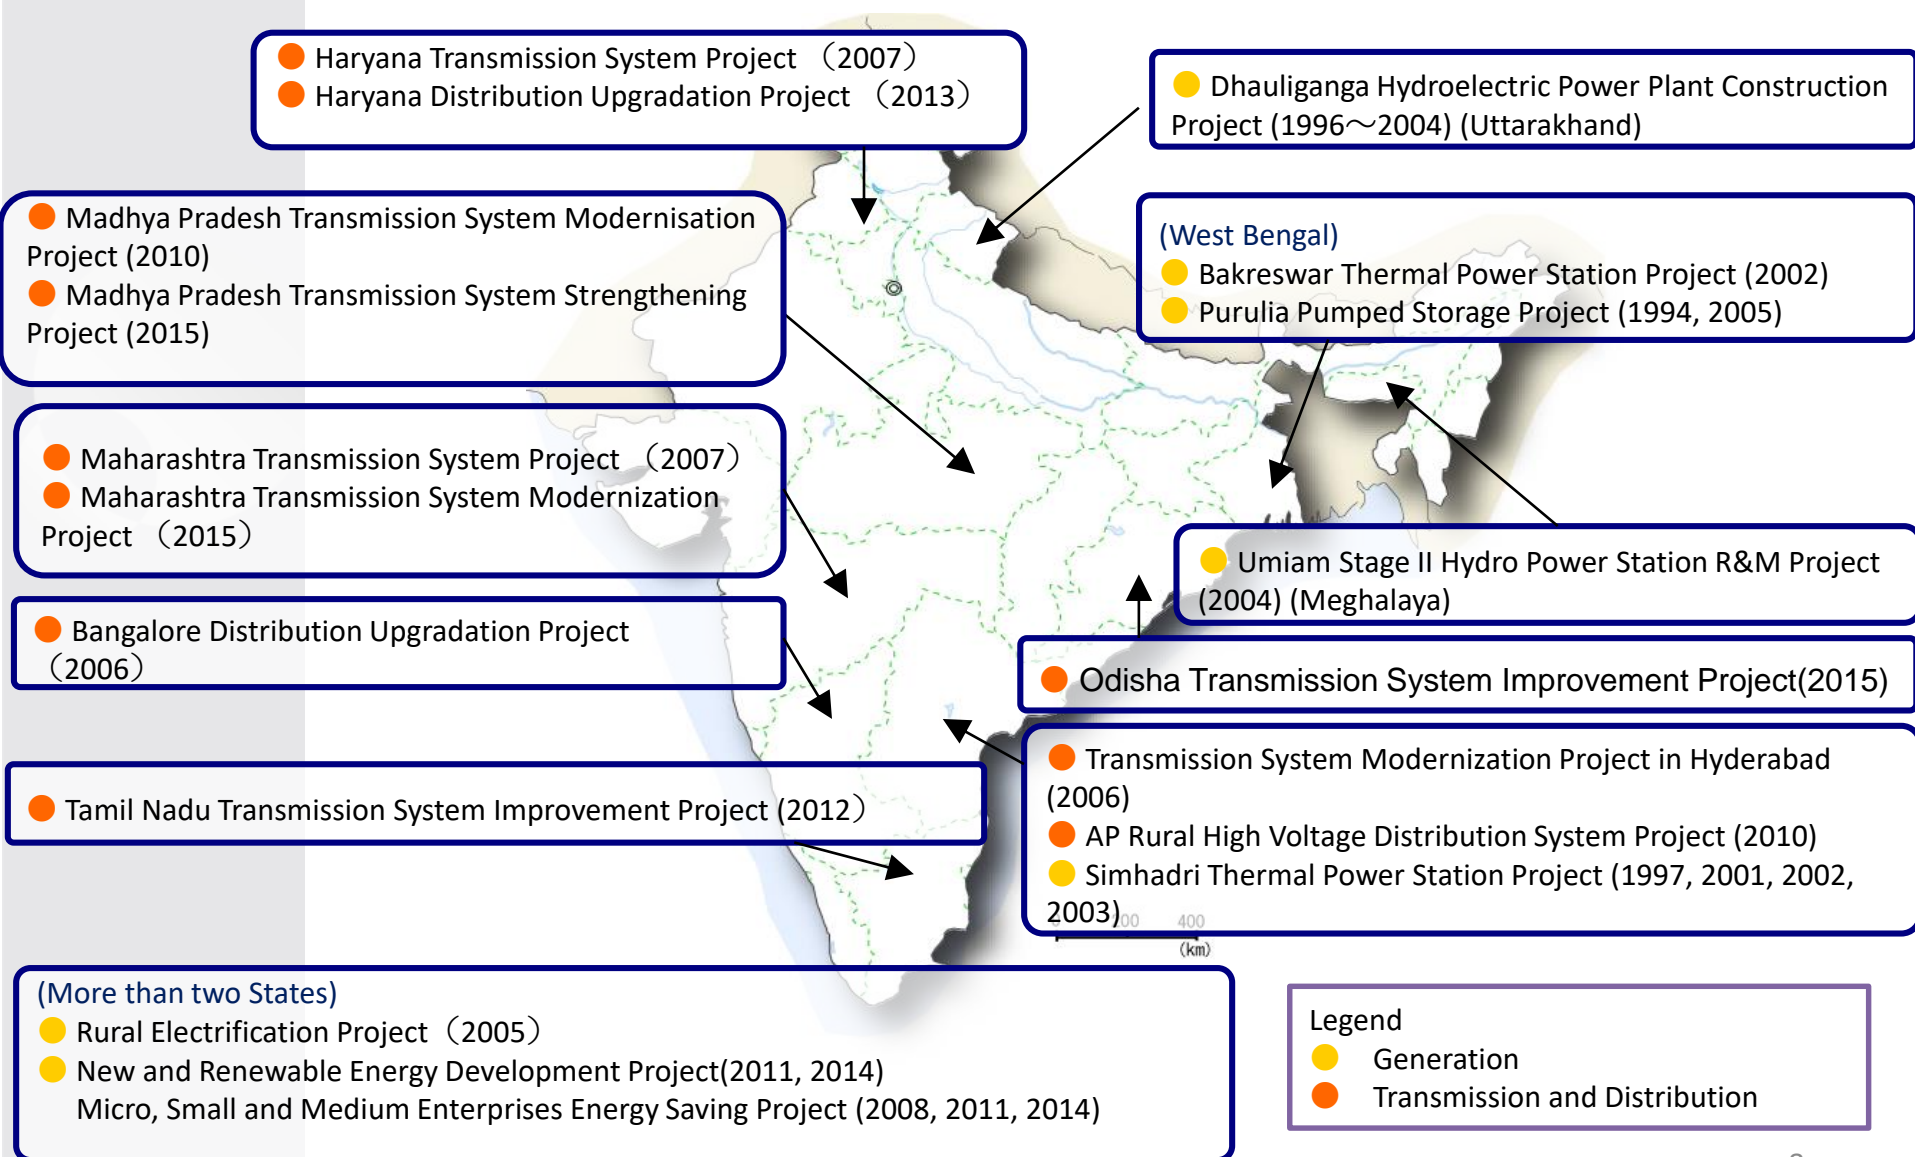 Haryana Transmission System Project （2007）
Haryana Distribution Upgradation Project （2013）
Dhauliganga Hydroelectric Power Plant Construction
Project (1996～2004) (Uttarakhand)
Madhya Pradesh Transmission System Modernisation
Project (2010)
Madhya Pradesh Transmission System Strengthening
Project (2015)
(West Bengal)
Bakreswar Thermal Power Station Project (2002)
Purulia Pumped Storage Project (1994, 2005)
Maharashtra Transmission System Project （2007）
Maharashtra Transmission System Modernization
Project （2015）
Umiam Stage II Hydro Power Station R&M Project
(2004) (Meghalaya)
Bangalore Distribution Upgradation Project
（2006）
Odisha Transmission System Improvement Project(2015)
Tamil Nadu Transmission System Improvement Project (2012）
Transmission System Modernization Project in Hyderabad
(2006)
AP Rural High Voltage Distribution System Project (2010)
Simhadri Thermal Power Station Project (1997, 2001, 2002,
2003)
200 400
(km)
(More than two States)
Rural Electrification Project （2005）
New and Renewable Energy Development Project(2011, 2014)
Micro, Small and Medium Enterprises Energy Saving Project (2008, 2011, 2014)
Legend
Generation
Transmission and Distribution